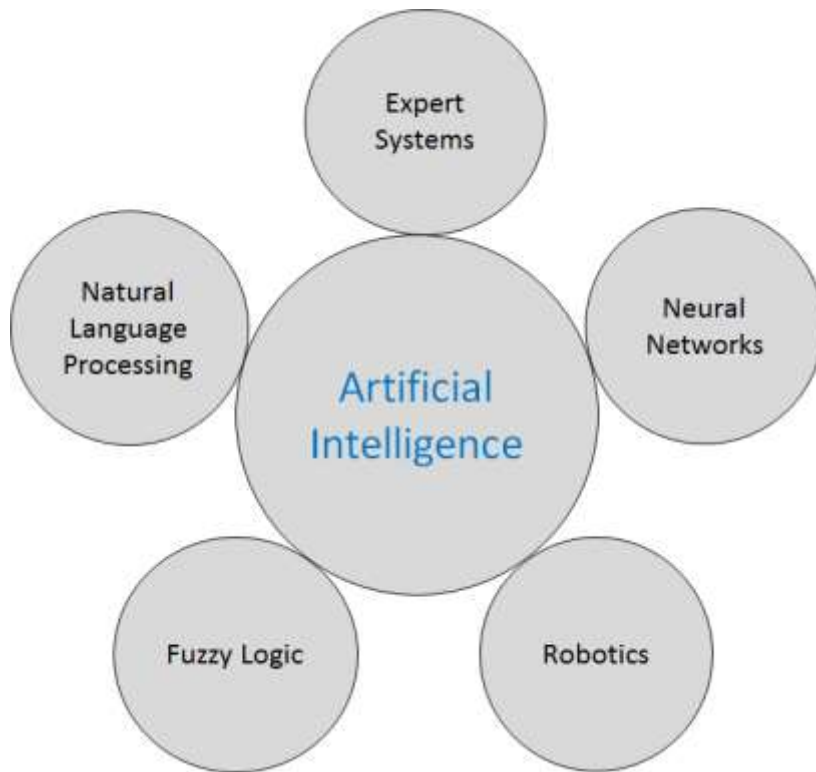 Expert
Systems
Natural
Language
Processing
Neural
Networks
Artificial
Intelligence
Fuzzy Logic
Robotics